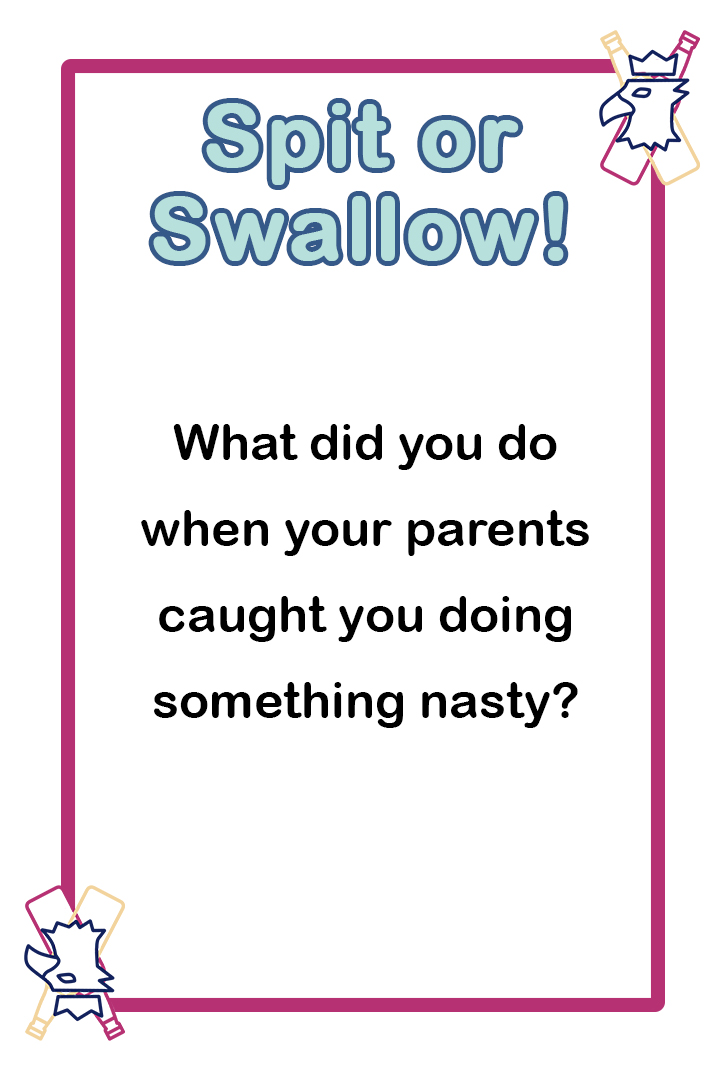 Spit or
Swallow!
What did you do
when your parents
caught you doing
something nasty?